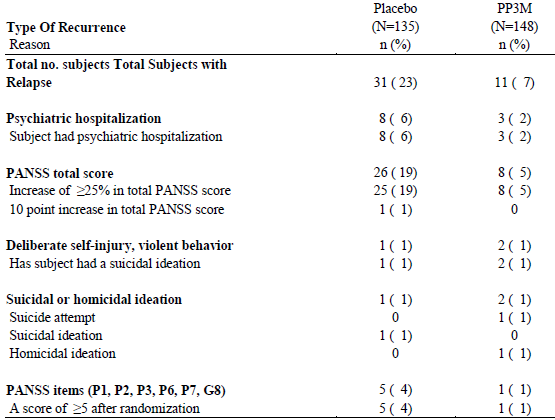 Placebo PP3M
Type Of Recurrence (N=135) (N=148)
Reason n (%) n (%)
Total no. subjects Total Subjects with
Relapse 31 ( 23) 11 ( 7)
Psychiatric hospitalization 8 ( 6) 3 ( 2)
Subject had psychiatric hospitalization 8 ( 6) 3 ( 2)
PANSS total score 26 ( 19) 8 ( 5)
Increase of ≥25% in total PANSS score 25 ( 19) 8 ( 5)
10 point increase in total PANSS score 1 ( 1) 0
Deliberate self-injury, violent behavior 1 ( 1) 2 ( 1)
Has subject had a suicidal ideation 1 ( 1) 2 ( 1)
Suicidal or homicidal ideation 1 ( 1) 2 ( 1)
Suicide attempt 0 1 ( 1)
Suicidal ideation 1 ( 1) 0
Homicidal ideation 0 1 ( 1)
PANSS items (P1, P2, P3, P6, P7, G8) 5 ( 4) 1 ( 1)
A score of ≥5 after randomization 5 ( 4) 1 ( 1)